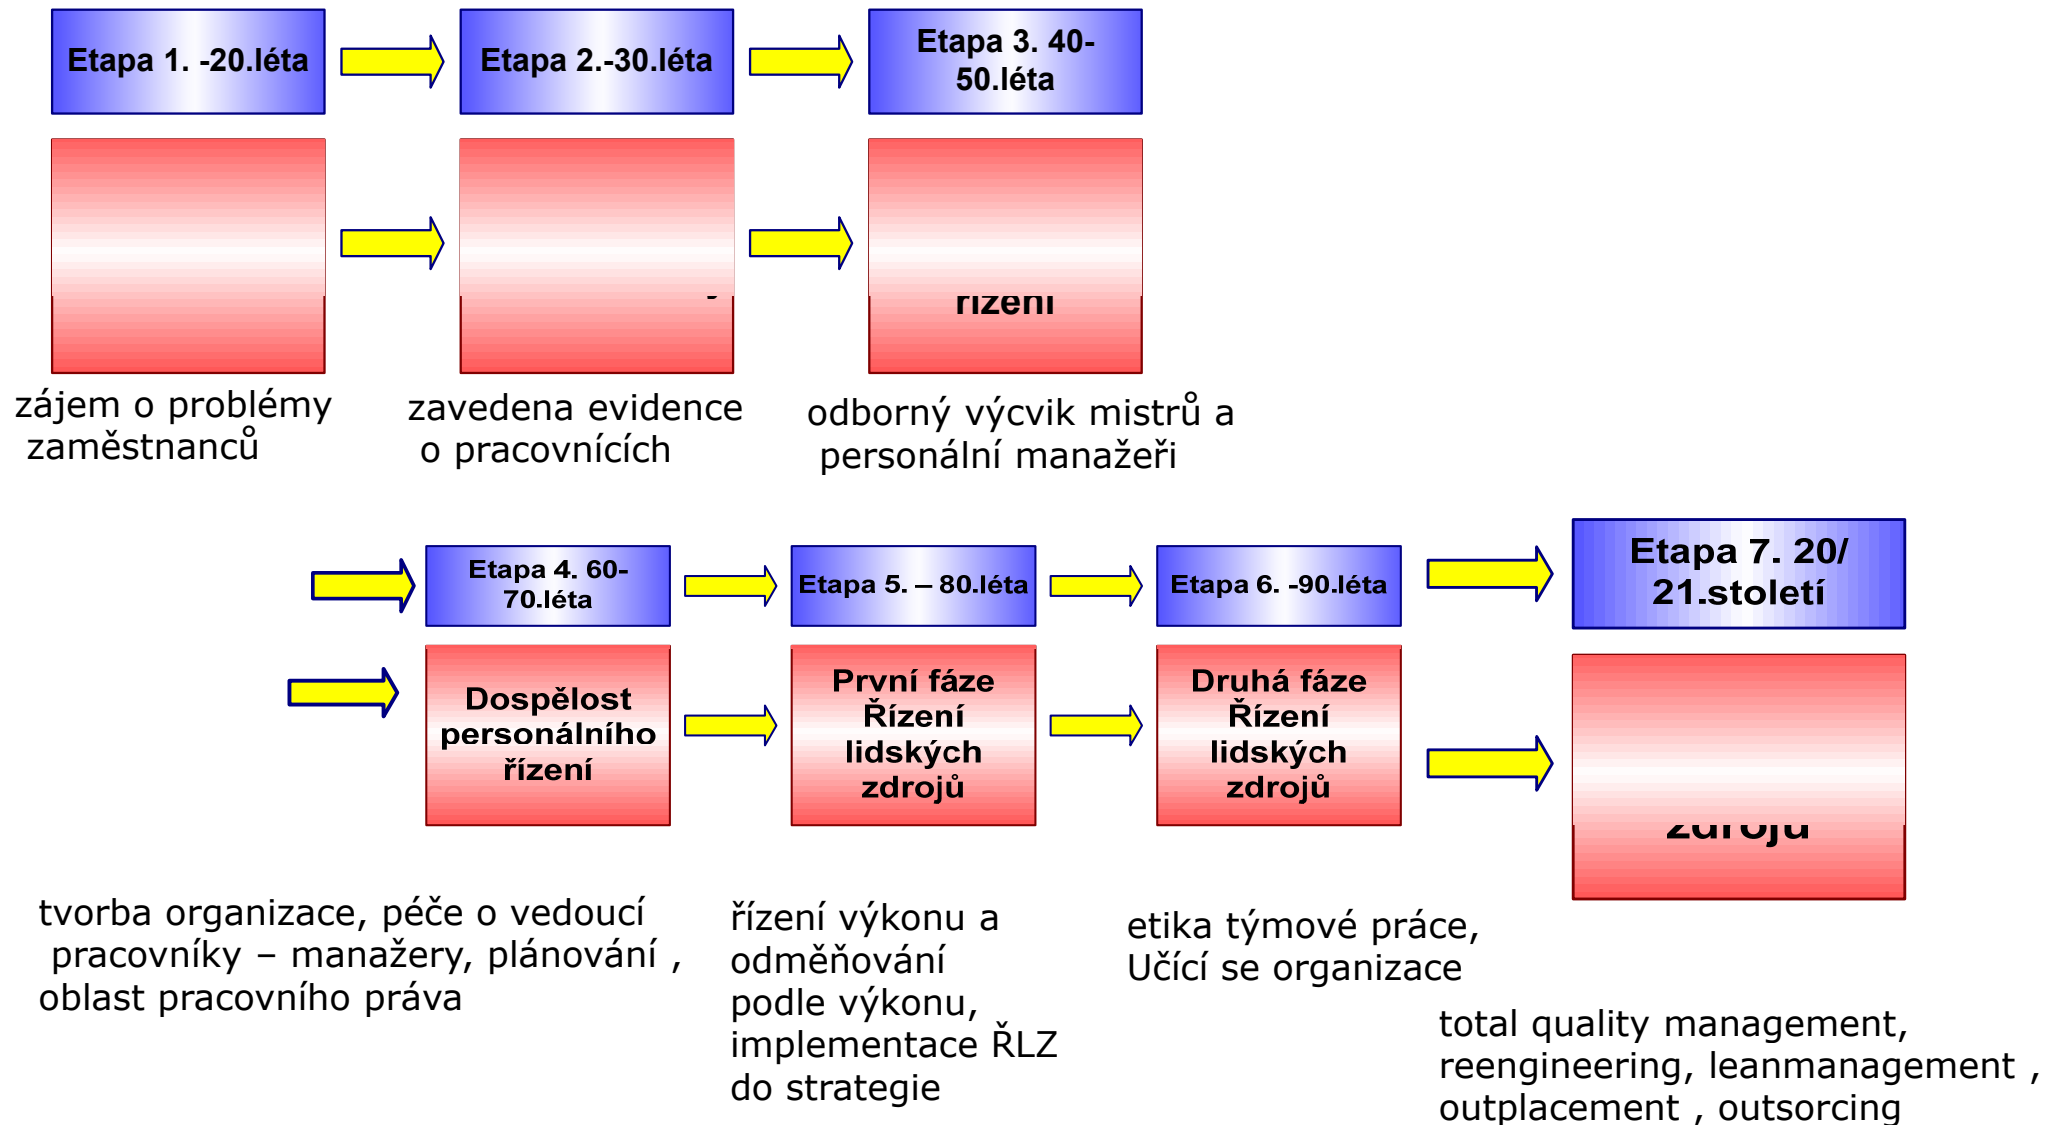 Etapa 1. -20.léta
Etapa 2.-30.léta
Etapa 3. 40-
50.léta
řízení
zájem o problémy
zaměstnanců
zavedena evidence
o pracovnících
odborný výcvik mistrů a
personální manažeři
Etapa 4. 60-
70.léta
Etapa 5. – 80.léta
Etapa 6. -90.léta
Etapa 7. 20/
21.století
Dospělost
personálního
řízení
První fáze
Řízení
lidských
zdrojů
Druhá fáze
Řízení
lidských
zdrojů
zdrojů
tvorba organizace, péče o vedoucí
pracovníky – manažery, plánování ,
oblast pracovního práva
řízení výkonu a
odměňování
podle výkonu,
implementace ŘLZ
do strategie
etika týmové práce,
Učící se organizace
total quality management,
reengineering, leanmanagement ,
outplacement , outsorcing